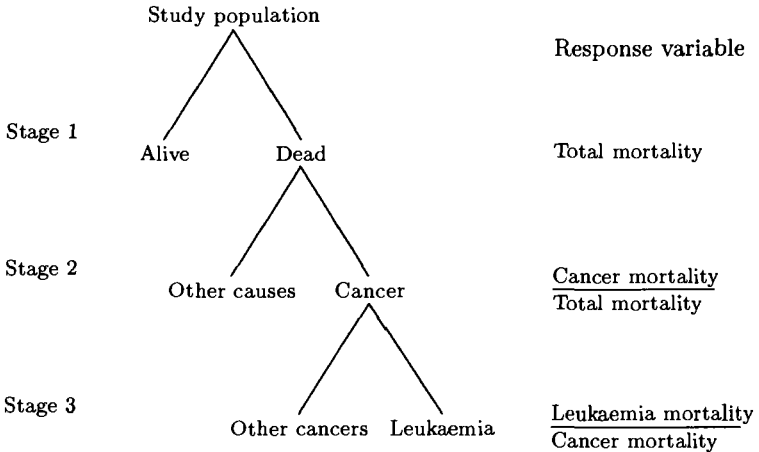 Study population
Response variable
Stage 1
Alive
Dead
Total mortality
Stage 2
Other causes
Cancer
Cancer mortality
Total mortality
Stage 3
Other cancers
Leukaemia
Leukaemia mortality
Cancer mortality